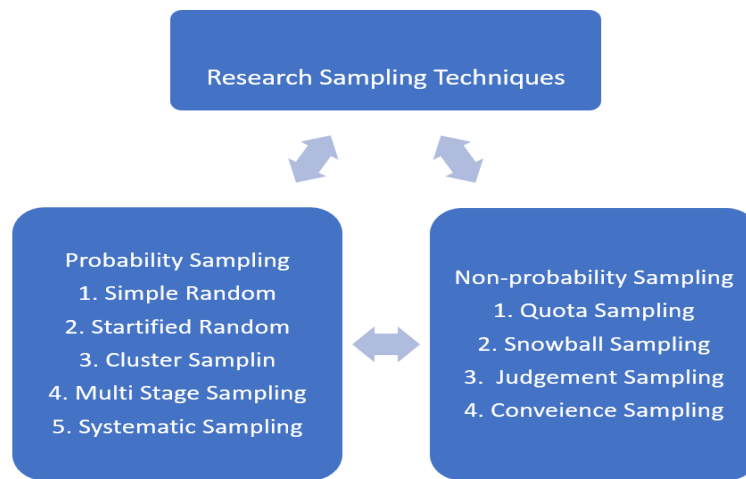 Research Sampling Techniques
Probability Sampling
1. Simple Random
2. Startified Random
3. Cluster Samplin
4. Multi Stage Sampling
5. Systematic Sampling
Non-probability Sampling
1. Quota Sampling
2. Snowball Sampling
3. Judgement Sampling
4. Conveience Sampling